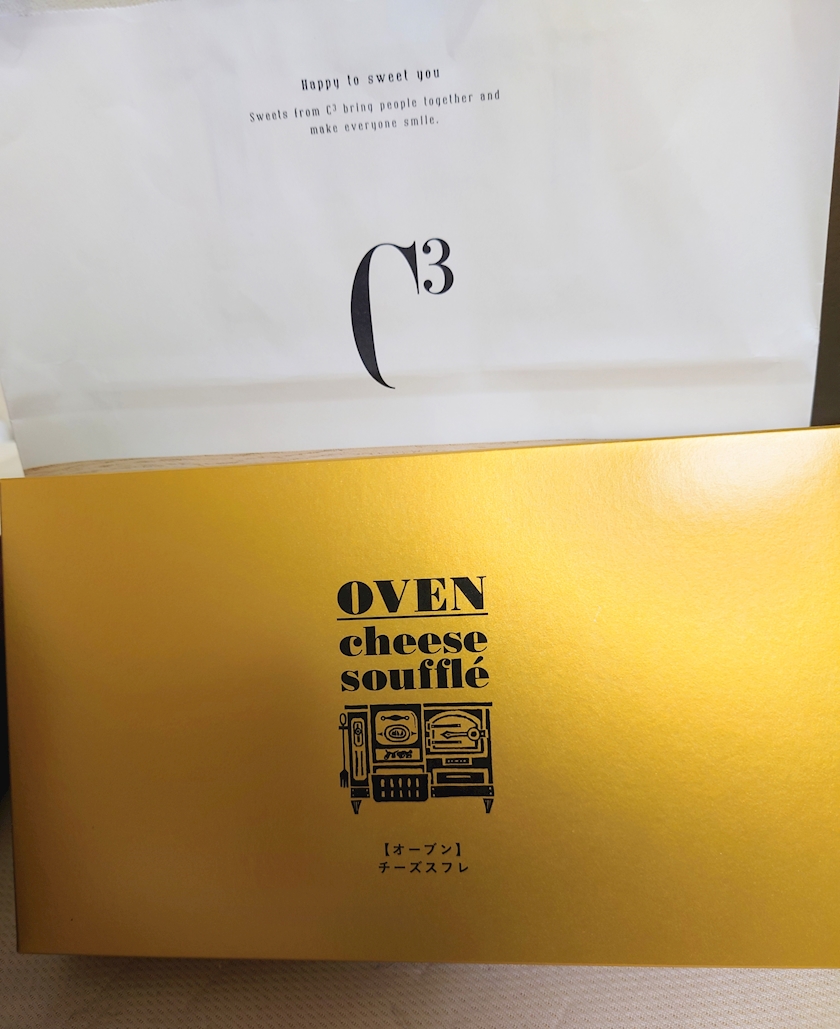 Happy to sweet you
Sweets from C³ bring people together and
make everyone smile.
C³
OVEN
cheese
soufflé
【オーブン】
チーズスフレ